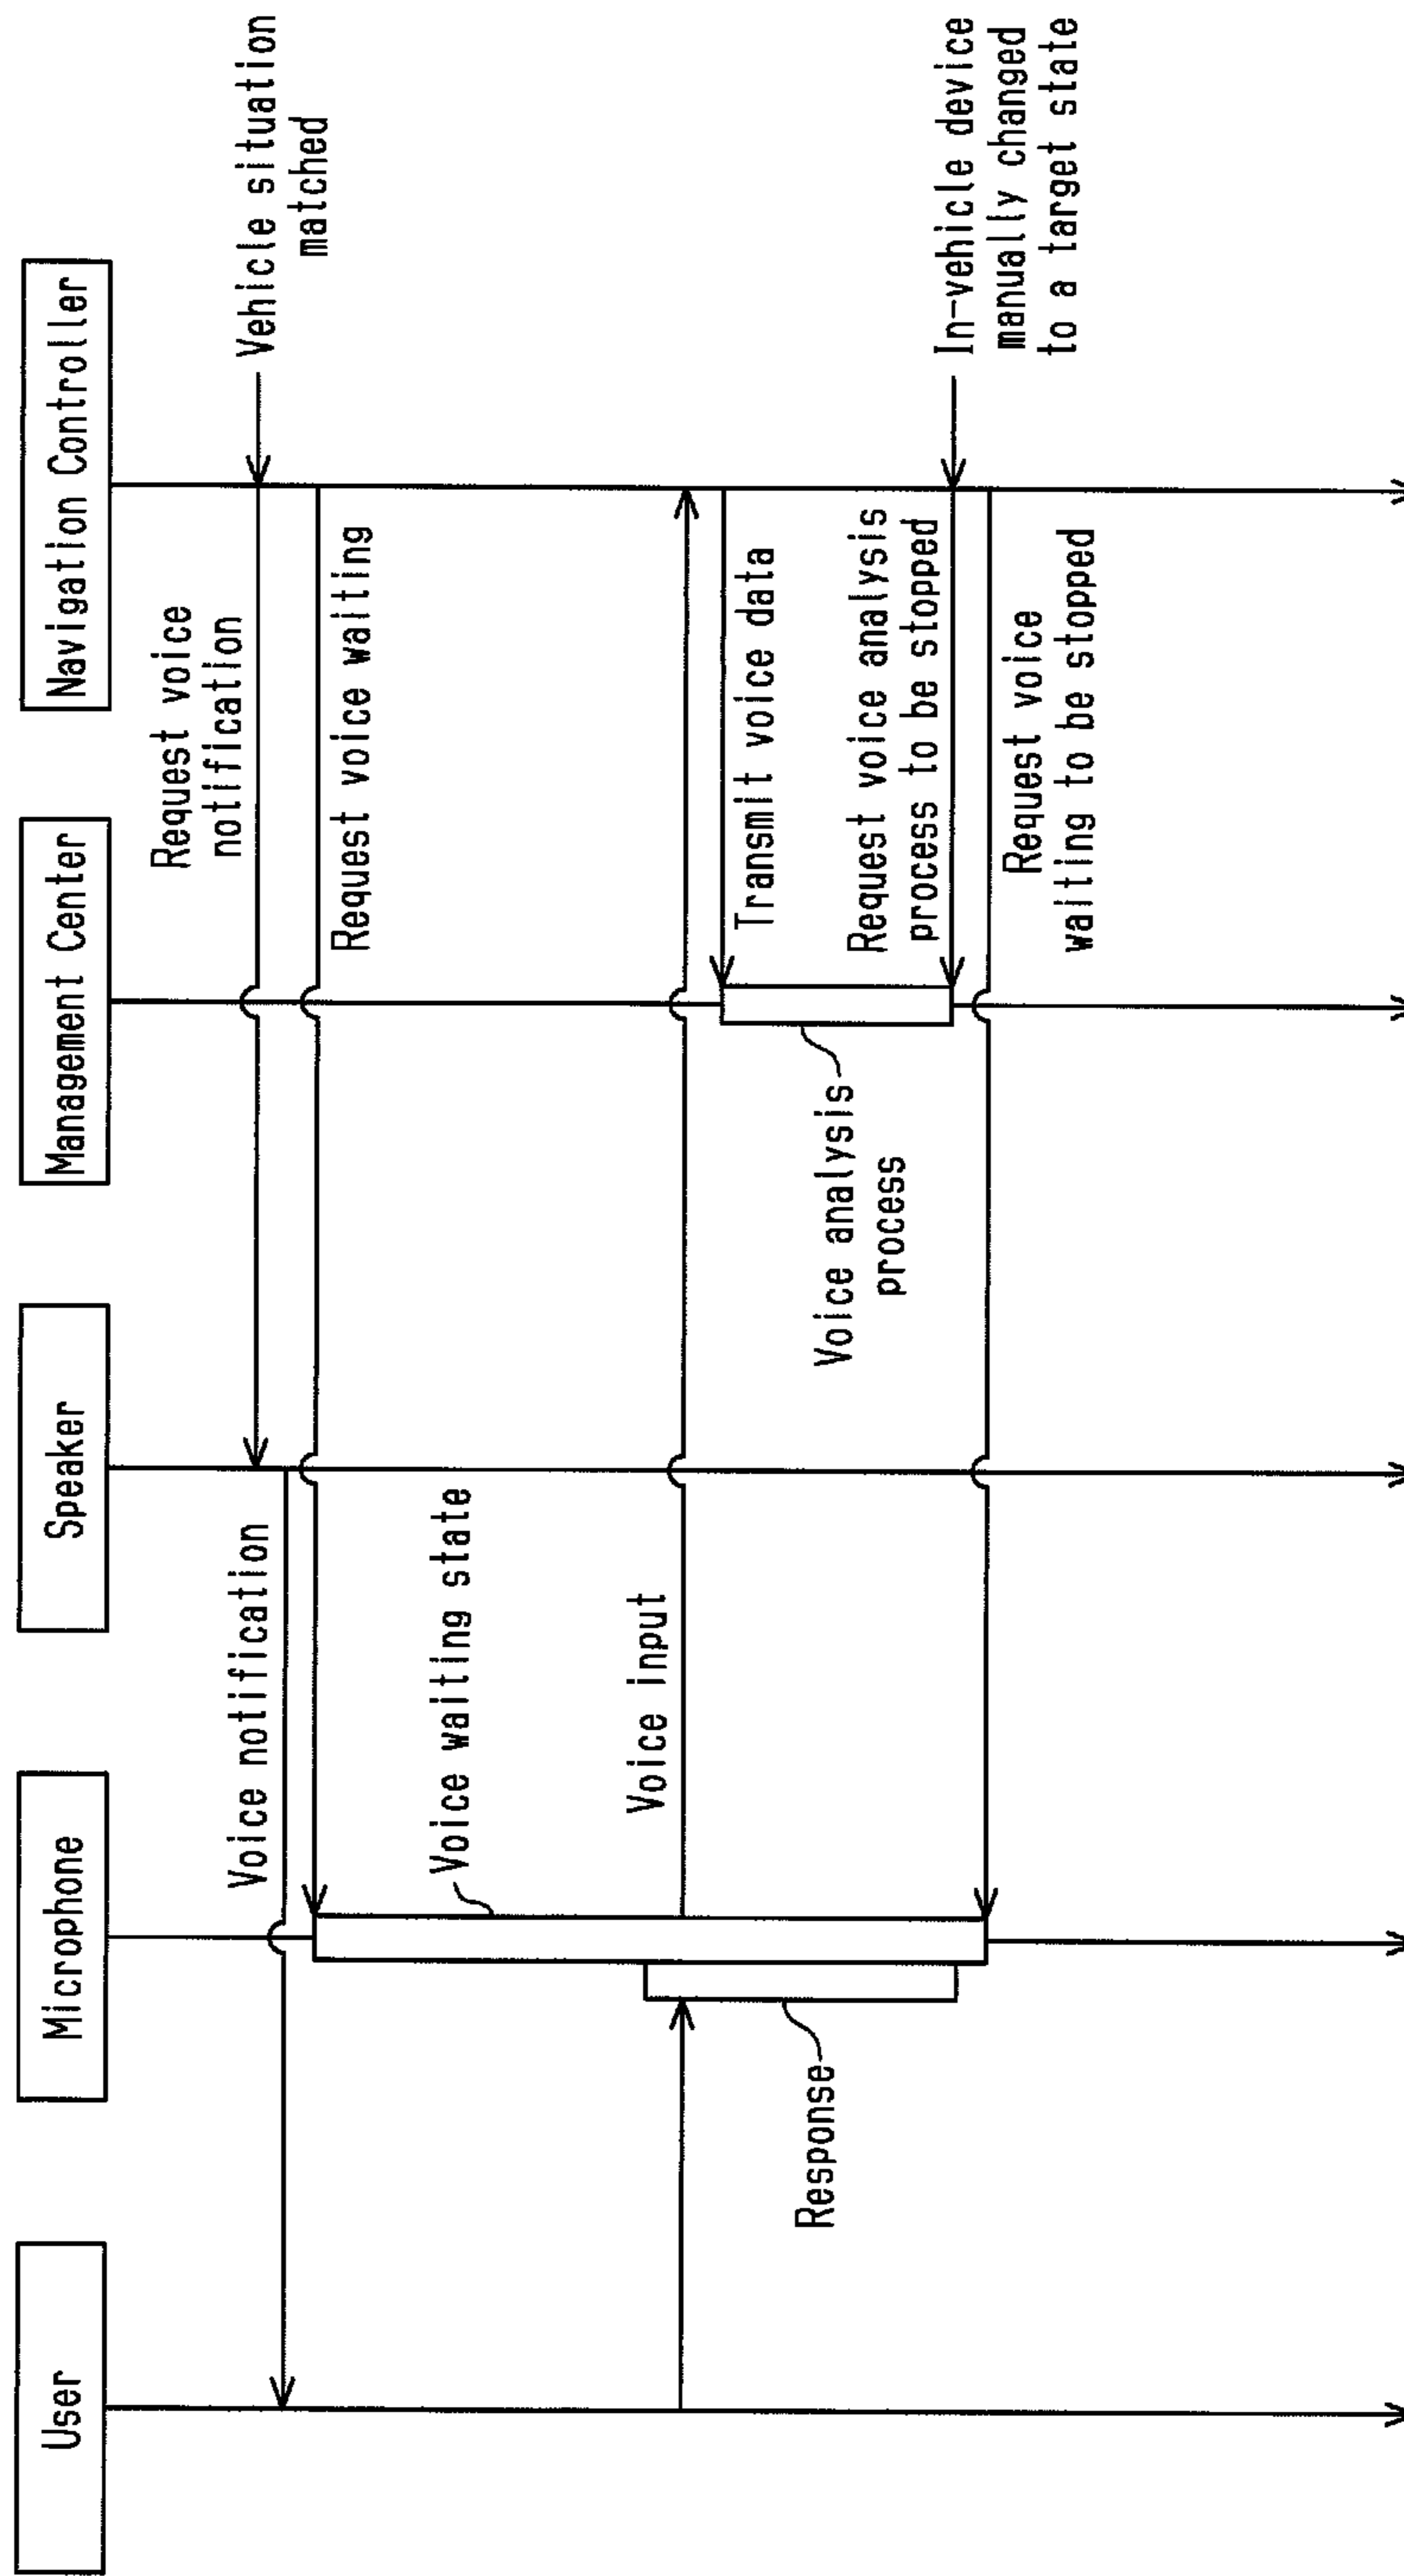 User
Microphone
Speaker
Management Center
Navigation Controller
Request voice
notification
Vehicle situation
matched
Voice notification
Request voice waiting
Voice waiting state
Voice input
Transmit voice data
Response
Voice analysis
process
Request voice analysis
process to be stopped
In-vehicle device
manually changed
to a target state
Request voice
waiting to be stopped